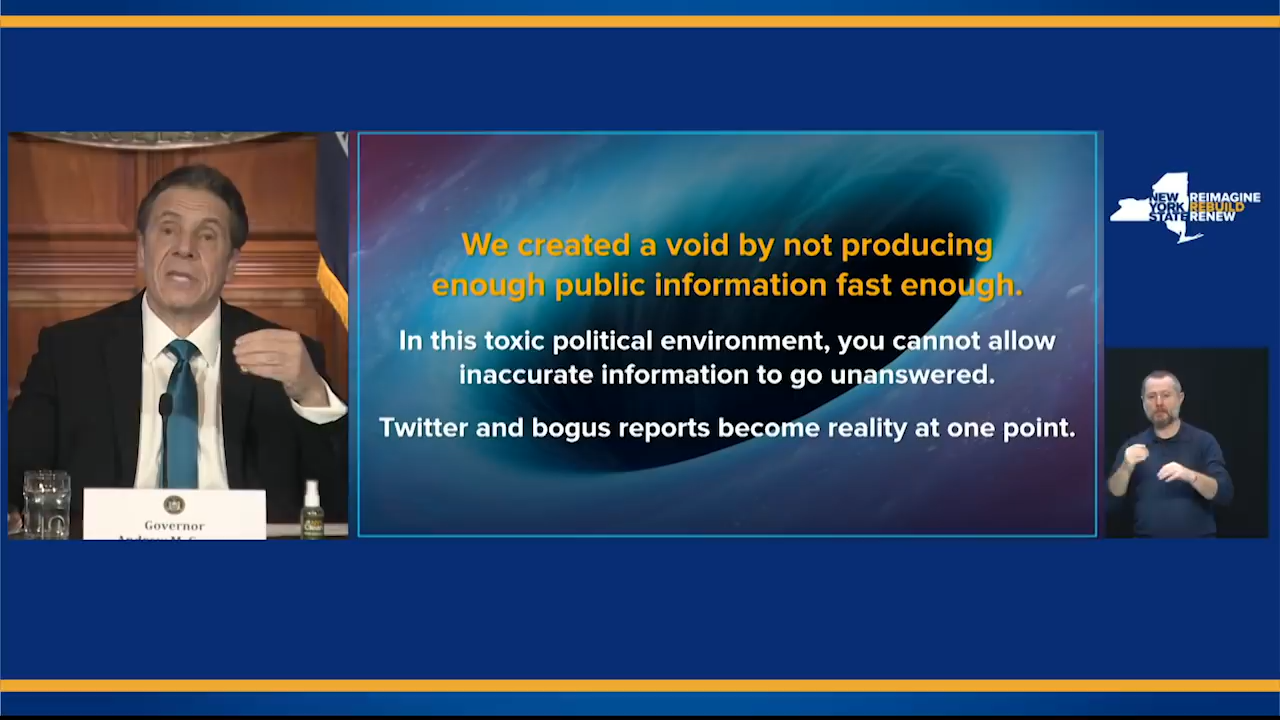 We created a void by not producing
enough public information fast enough.
In this toxic political environment, you cannot allow
inaccurate information to go unanswered.
Twitter and bogus reports become reality at one point.
NEW
YORK
STATE
REIMAGINE
REBUILD
RENEW
Governor